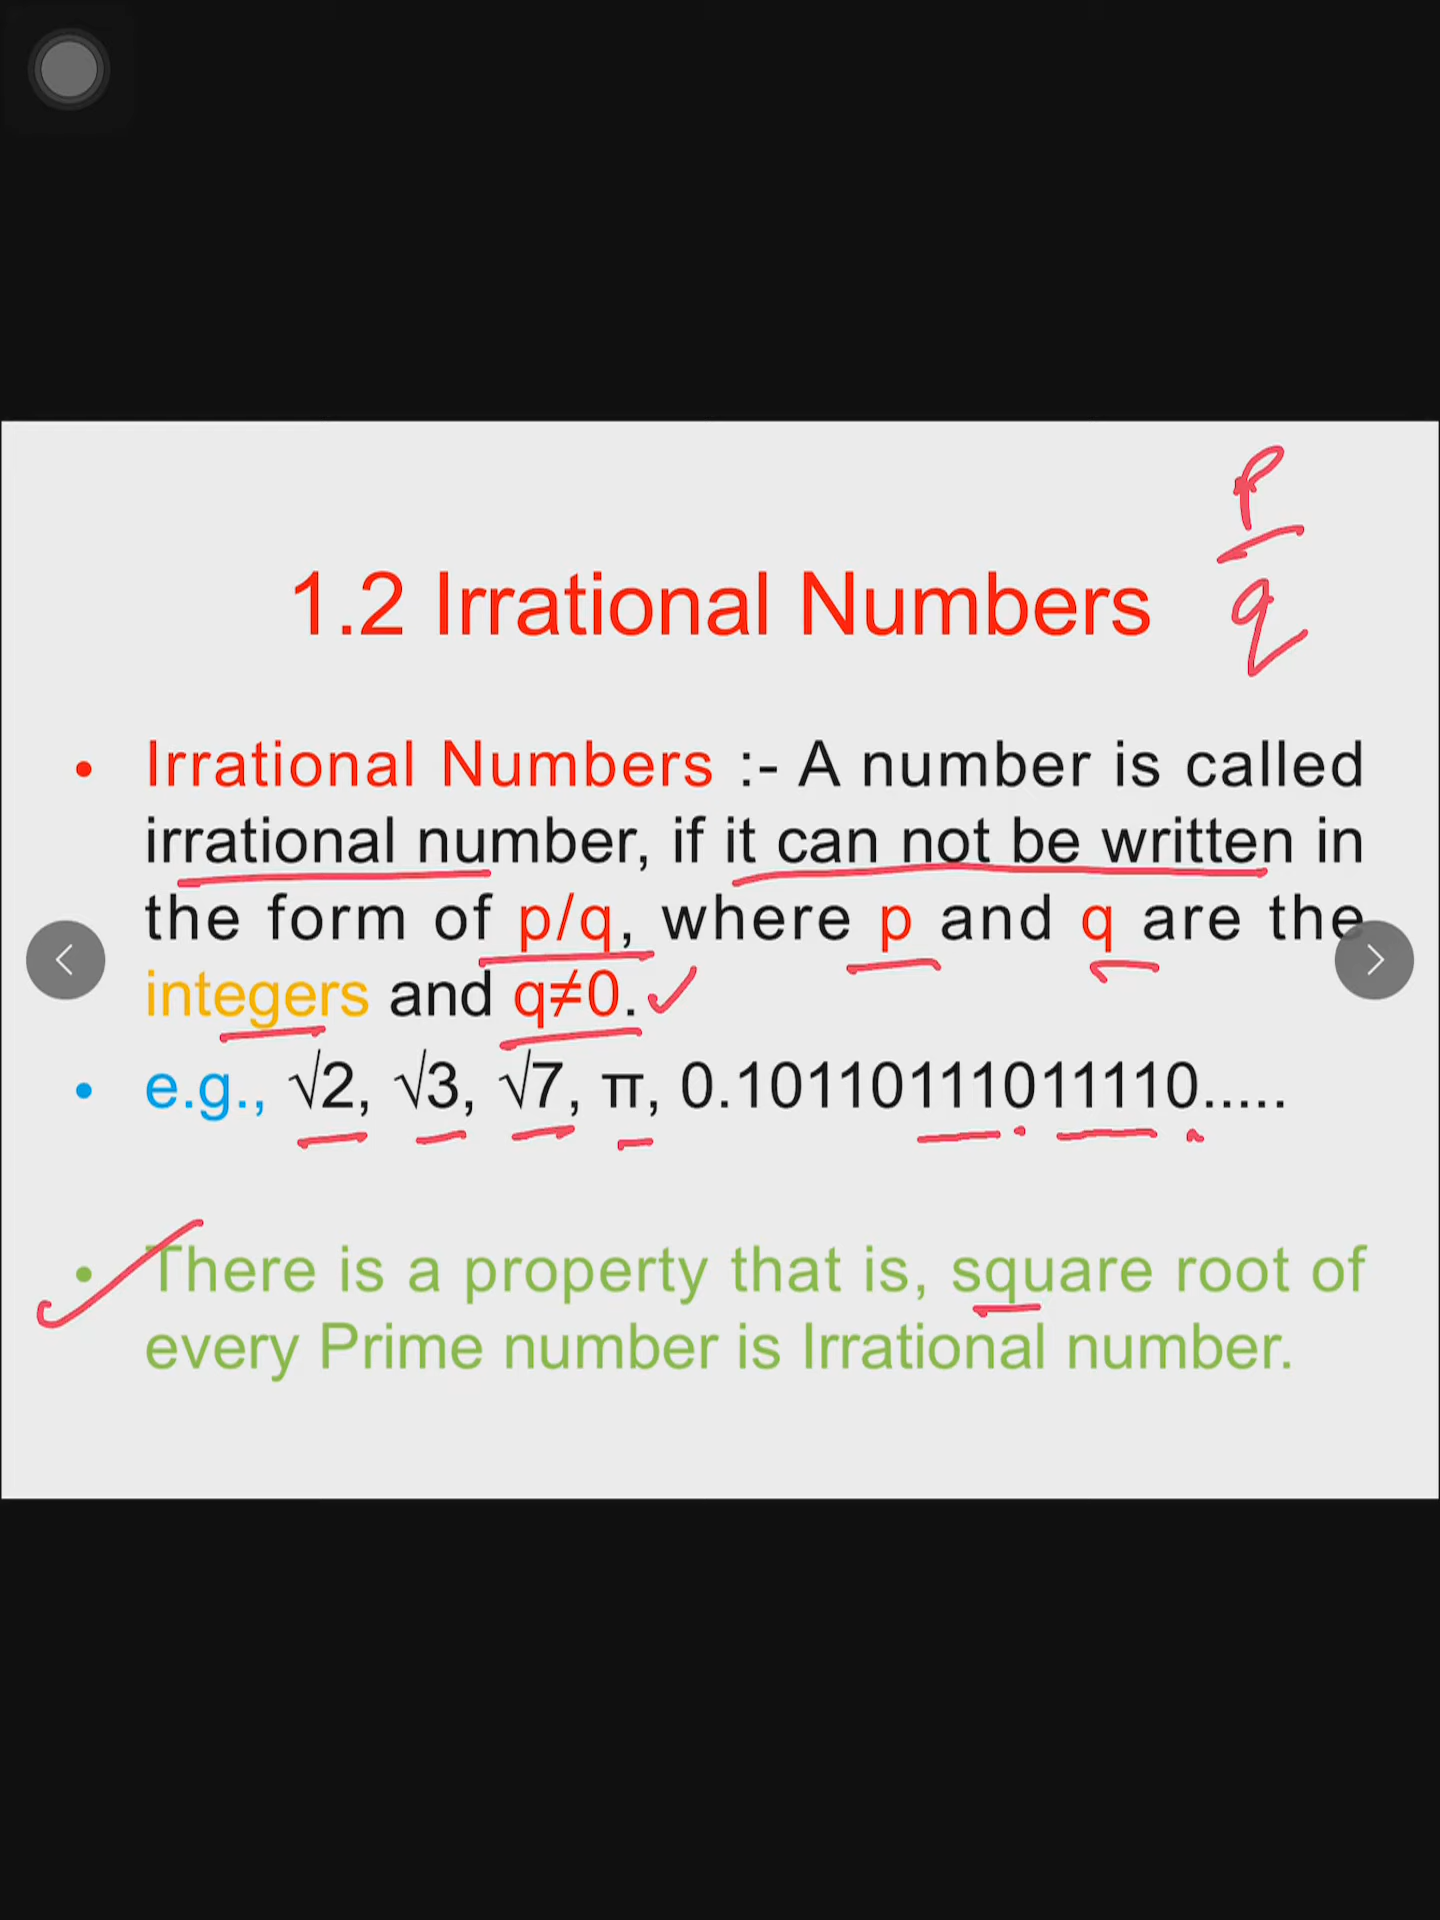 p
q
1.2 Irrational Numbers
• Irrational Numbers :- A number is called
irrational number, if it can not be written in
the form of p/q, where p and q are the
integers and q≠0.
• e.g., √2, √3, √7, π, 0.10110111011110.....
• There is a property that is, square root of
every Prime number is Irrational number.